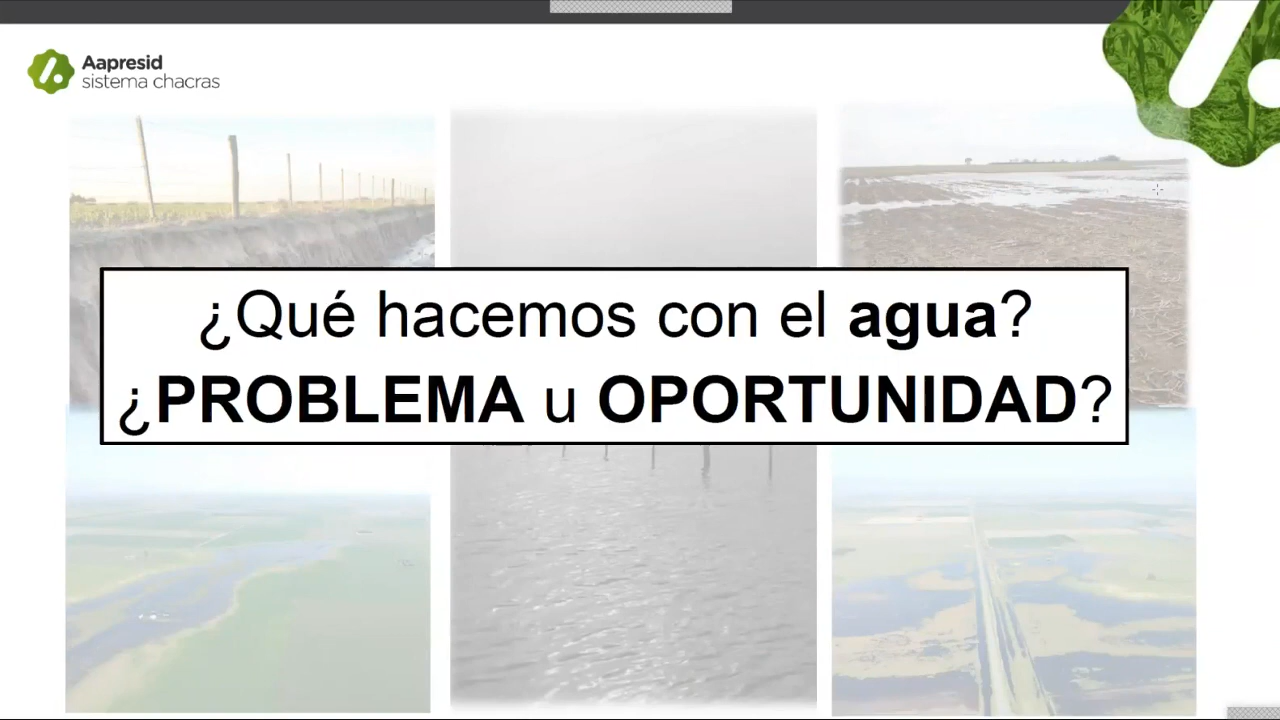 Aapresid
sistema chacras
¿Qué hacemos con el agua?
¿PROBLEMA u OPORTUNIDAD?